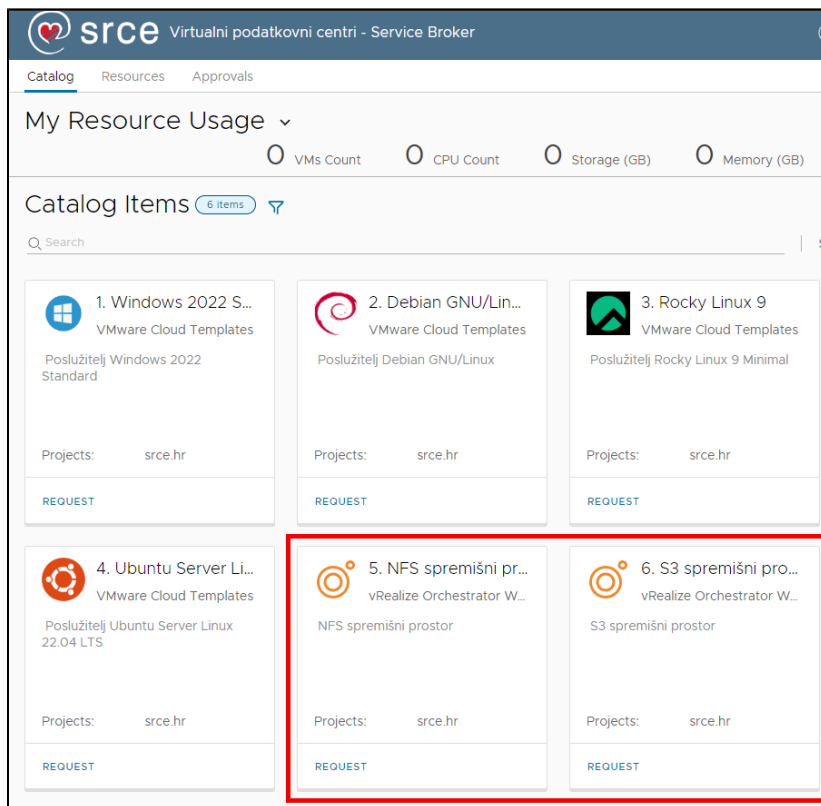 srce Virtualni podatkovni centri - Service Broker
Catalog Resources Approvals
My Resource Usage
0 VMs Count 0 CPU Count 0 Storage (GB) 0 Memory (GB)
Catalog Items 6 items
Search
1. Windows 2022 S...
VMware Cloud Templates
Poslužitelj Windows 2022
Standard
Projects: srce.hr
REQUEST
2. Debian GNU/Lin...
VMware Cloud Templates
Poslužitelj Debian GNU/Linux
Projects: srce.hr
REQUEST
3. Rocky Linux 9
VMware Cloud Templates
Poslužitelj Rocky Linux 9 Minimal
Projects: srce.hr
REQUEST
4. Ubuntu Server Li...
VMware Cloud Templates
Poslužitelj Ubuntu Server Linux
22.04 LTS
Projects: srce.hr
REQUEST
5. NFS spremišni pr...
vRealize Orchestrator W...
NFS spremišni prostor
Projects: srce.hr
REQUEST
6. S3 spremišni pro...
vRealize Orchestrator W...
S3 spremišni prostor
Projects: srce.hr
REQUEST